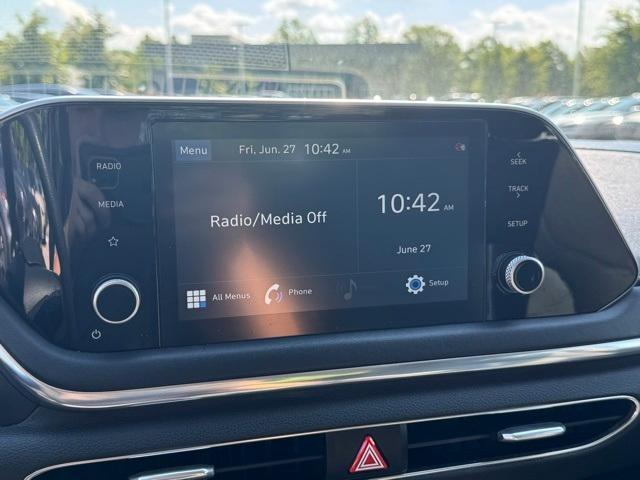 RADIO
MEDIA
Menu
Fri, Jun. 27 10:42 AM
Radio/Media Off
10:42 AM
June 27
All Menus
Phone
Setup
SEEK
TRACK
SETUP